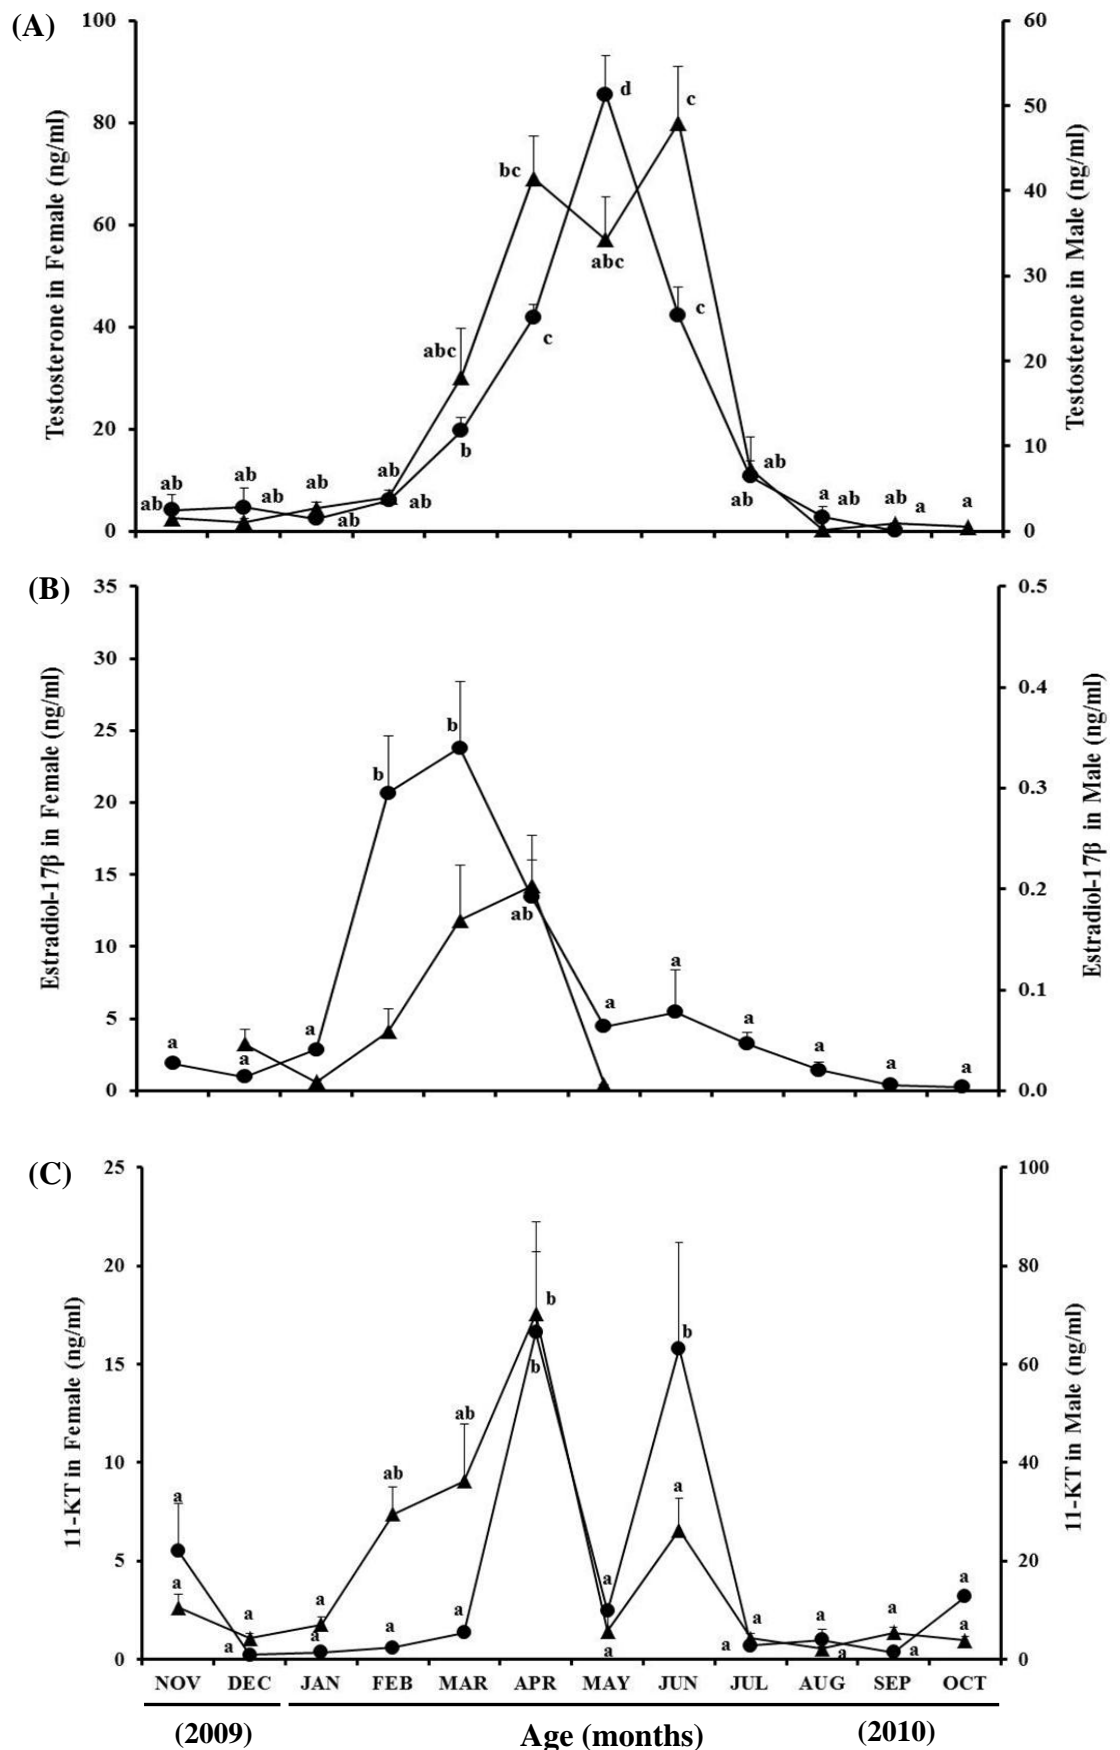 (A)
Testosterone in Female (ng/ml)
100
80
60
40
20
0
Testosterone in Male (ng/ml)
60
50
40
30
20
10
0
ab
ab
ab
ab
ab
ab
ab
ab
abc
b
bc
c
d
abc
c
c
ab
ab
a
ab
ab
a
a
(B)
Estradiol-17β in Female (ng/ml)
35
30
25
20
15
10
5
0
Estradiol-17β in Male (ng/ml)
0.5
0.4
0.3
0.2
0.1
0.0
a
a
a
b
b
ab
a
a
a
a
a
a
(C)
11-KT in Female (ng/ml)
25
20
15
10
5
0
11-KT in Male (ng/ml)
100
80
60
40
20
0
a
a
a
a
a
a
ab
a
ab
a
b
b
a
a
b
a
a
a
a
a
a
a
a
a
NOV DEC JAN FEB MAR APR MAY JUN JUL AUG SEP OCT
(2009) Age (months) (2010)